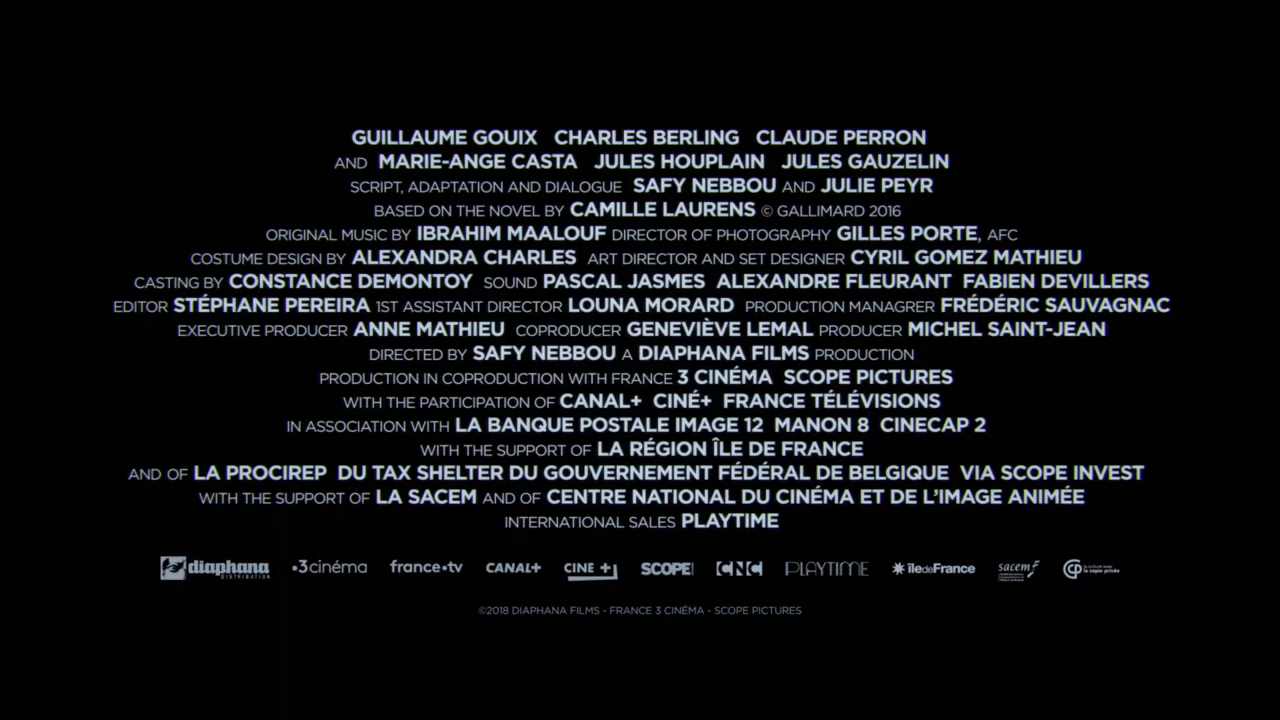 GUILLAUME GOUIX CHARLES BERLING CLAUDE PERRON
AND MARIE-ANGE CASTA JULES HOUPLAIN JULES GAUZELIN
SCRIPT, ADAPTATION AND DIALOGUE SAFY NEBBOU AND JULIE PEYR
BASED ON THE NOVEL BY CAMILLE LAURENS © GALLIMARD 2016
ORIGINAL MUSIC BY IBRAHIM MAALOUF DIRECTOR OF PHOTOGRAPHY GILLES PORTE, AFC
COSTUME DESIGN BY ALEXANDRA CHARLES ART DIRECTOR AND SET DESIGNER CYRIL GOMEZ MATHIEU
CASTING BY CONSTANCE DEMONTOY SOUND PASCAL JASMES ALEXANDRE FLEURANT FABIEN DEVILLERS
EDITOR STÉPHANE PEREIRA 1ST ASSISTANT DIRECTOR LOUNA MORARD PRODUCTION MANAGRER FRÉDÉRIC SAUVAGNAC
EXECUTIVE PRODUCER ANNE MATHIEU COPRODUCER GENEVIÈVE LEMAL PRODUCER MICHEL SAINT-JEAN
DIRECTED BY SAFY NEBBOU A DIAPHANA FILMS PRODUCTION
PRODUCTION IN COPRODUCTION WITH FRANCE 3 CINÉMA SCOPE PICTURES
WITH THE PARTICIPATION OF CANAL+ CINÉ+ FRANCE TÉLÉVISIONS
IN ASSOCIATION WITH LA BANQUE POSTALE IMAGE 12 MANON 8 CINECAP 2
WITH THE SUPPORT OF LA RÉGION ÎLE DE FRANCE
AND OF LA PROCIREP DU TAX SHELTER DU GOUVERNEMENT FÉDÉRAL DE BELGIQUE VIA SCOPE INVEST
WITH THE SUPPORT OF LA SACEM AND OF CENTRE NATIONAL DU CINÉMA ET DE L'IMAGE ANIMÉE
INTERNATIONAL SALES PLAYTIME
diaphana DISTRIBUTION •3cinéma france•tv CANAL+ CINE+ SCOPE CNC PLAYTIME îledeFrance sacem CP la copie privée
©2018 DIAPHANA FILMS - FRANCE 3 CINÉMA - SCOPE PICTURES